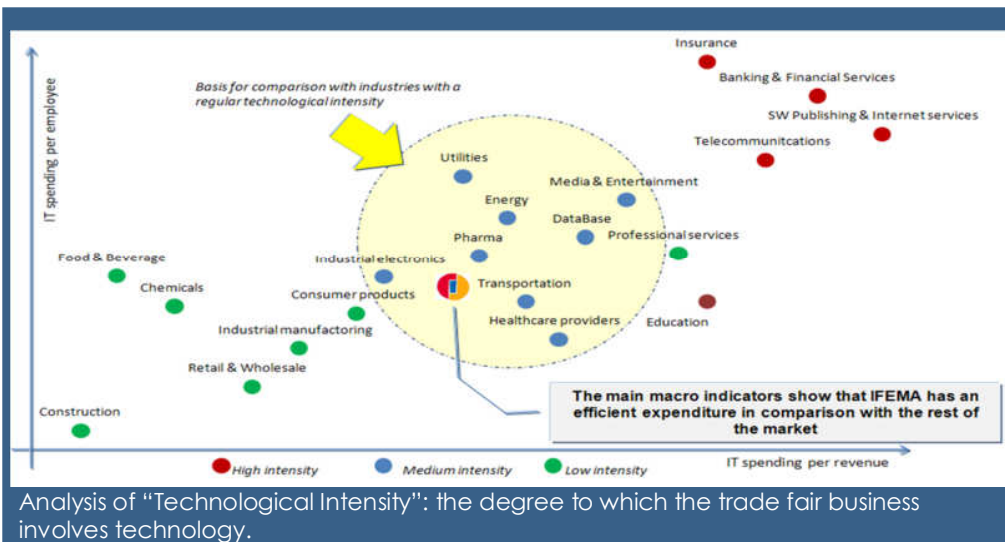 Insurance
Banking & Financial Services
SW Publishing & Internet services
Telecommunitcations
IT spending per employee
Basis for comparison with industries with a
regular technological intensity
Utilities
Media & Entertainment
Energy
DataBase
Professional services
Pharma
Food & Beverage
Industrial electronics
Chemicals
Consumer products
Transportation
Industrial manufactoring
Healthcare providers
Education
Retail & Wholesale
The main macro indicators show that IFEMA has an
efficient expenditure in comparison with the rest of
the market
Construction
IT spending per revenue
High intensity
Medium intensity
Low intensity
Analysis of “Technological Intensity”: the degree to which the trade fair business
involves technology.